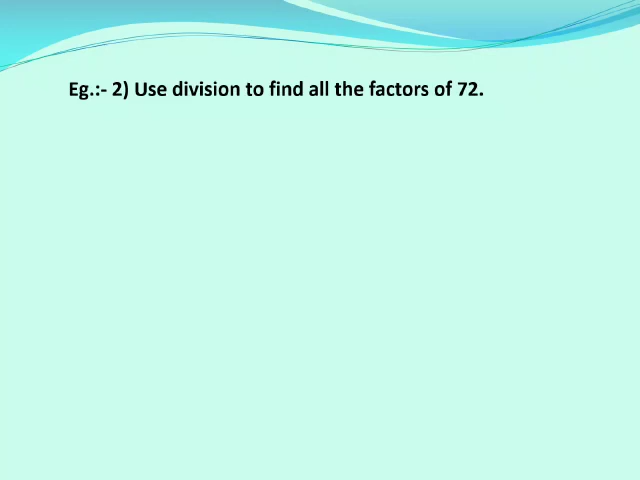 Eg.:- 2) Use division to find all the factors of 72.